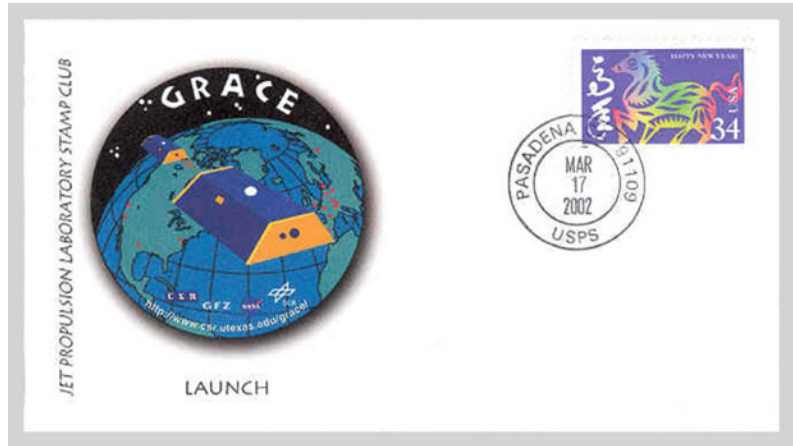 JET PROPULSION LABORATORY STAMP CLUB
GRACE
CSR GFZ NASA DLR
http://www.csr.utexas.edu/grace/
LAUNCH
HAPPY NEW YEAR!
USA
34
PASADENA
91109
MAR
17
2002
USPS